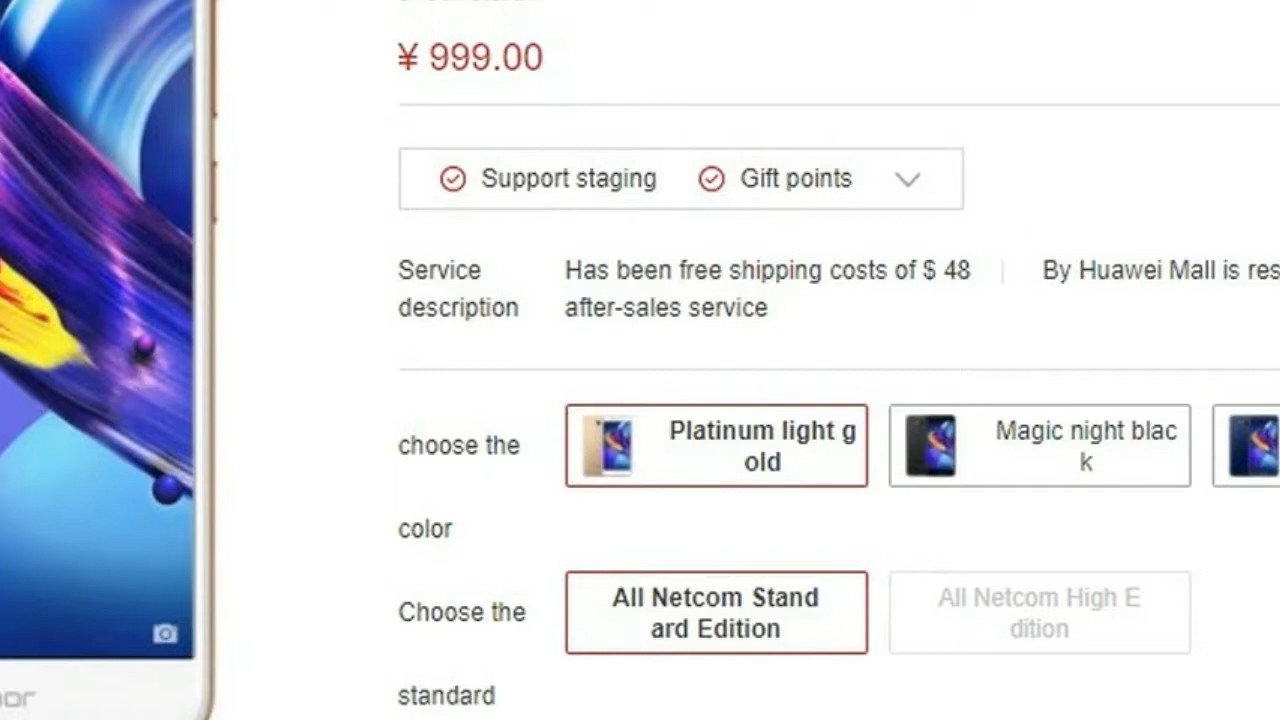 ¥ 999.00
Support staging Gift points
Service Has been free shipping costs of $ 48 By Huawei Mall is res
description after-sales service
choose the Platinum light g Magic night blac
old k
color
Choose the All Netcom Stand All Netcom High E
ard Edition dition
standard
nor